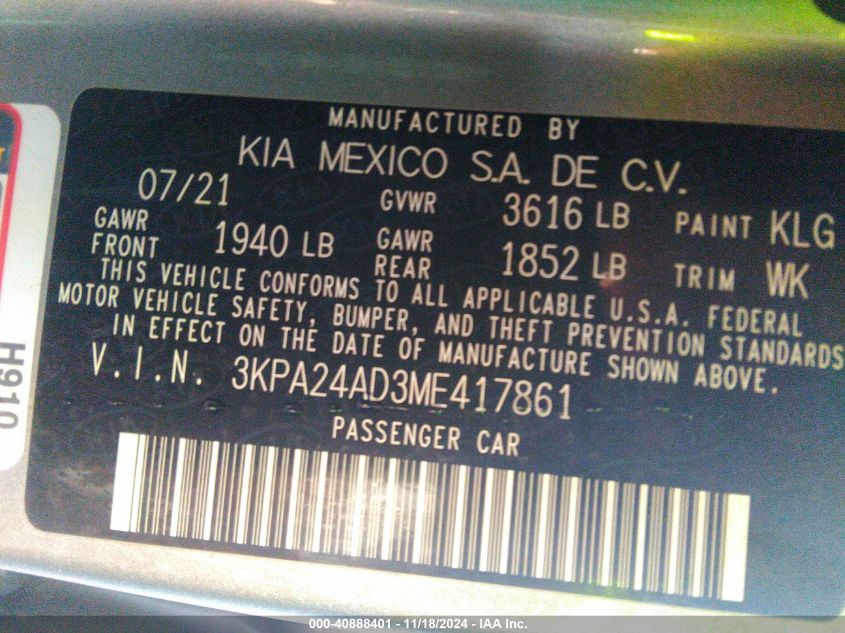 MANUFACTURED BY
KIA MEXICO S.A. DE C.V.
07/21 GVWR 3616 LB PAINT KLG
GAWR FRONT 1940 LB GAWR REAR 1852 LB TRIM WK
THIS VEHICLE CONFORMS TO ALL APPLICABLE U.S.A. FEDERAL
MOTOR VEHICLE SAFETY, BUMPER, AND THEFT PREVENTION STANDARDS
IN EFFECT ON THE DATE OF MANUFACTURE SHOWN ABOVE.
V.I.N. 3KPA24AD3ME417861
PASSENGER CAR
H910
000-40888401 - 11/18/2024 - IAA Inc.